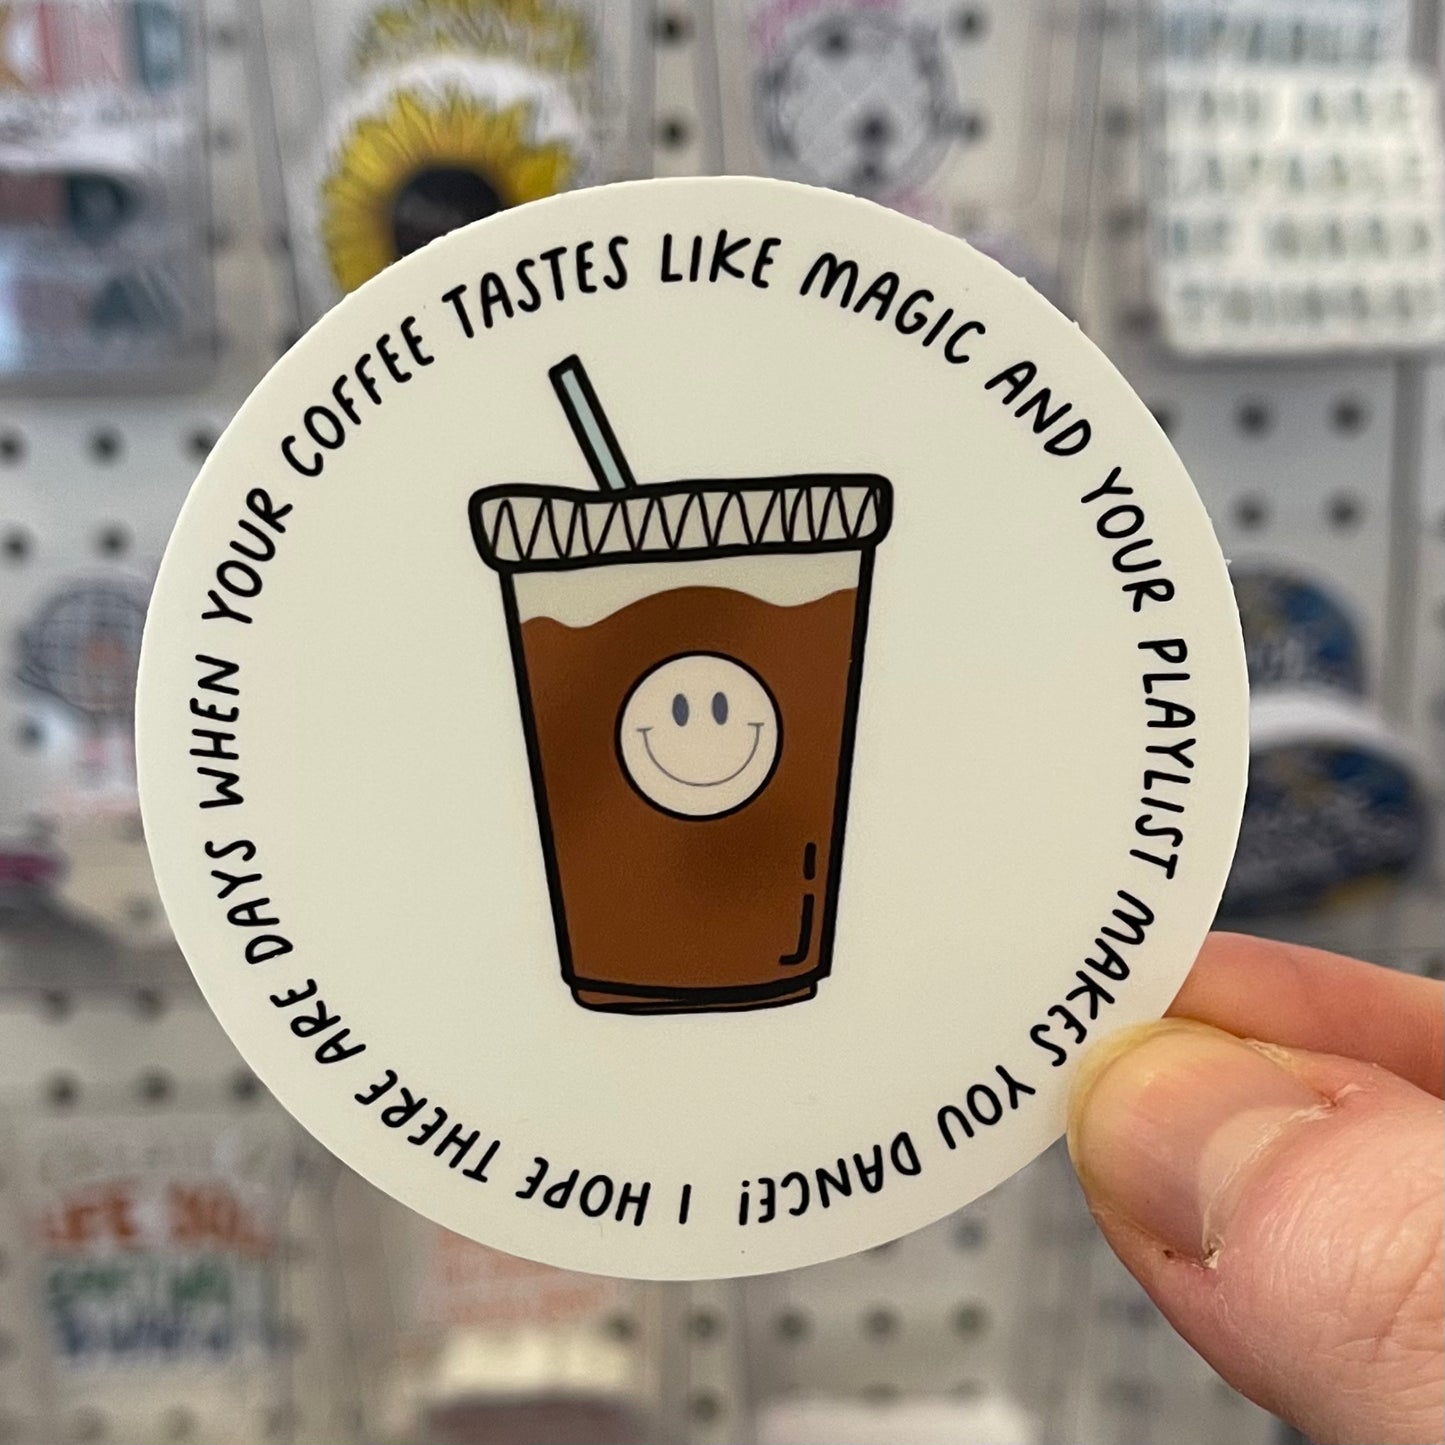 I HOPE THERE ARE DAYS WHEN YOUR COFFEE TASTES LIKE MAGIC AND YOUR PLAYLIST MAKES YOU DANCE!